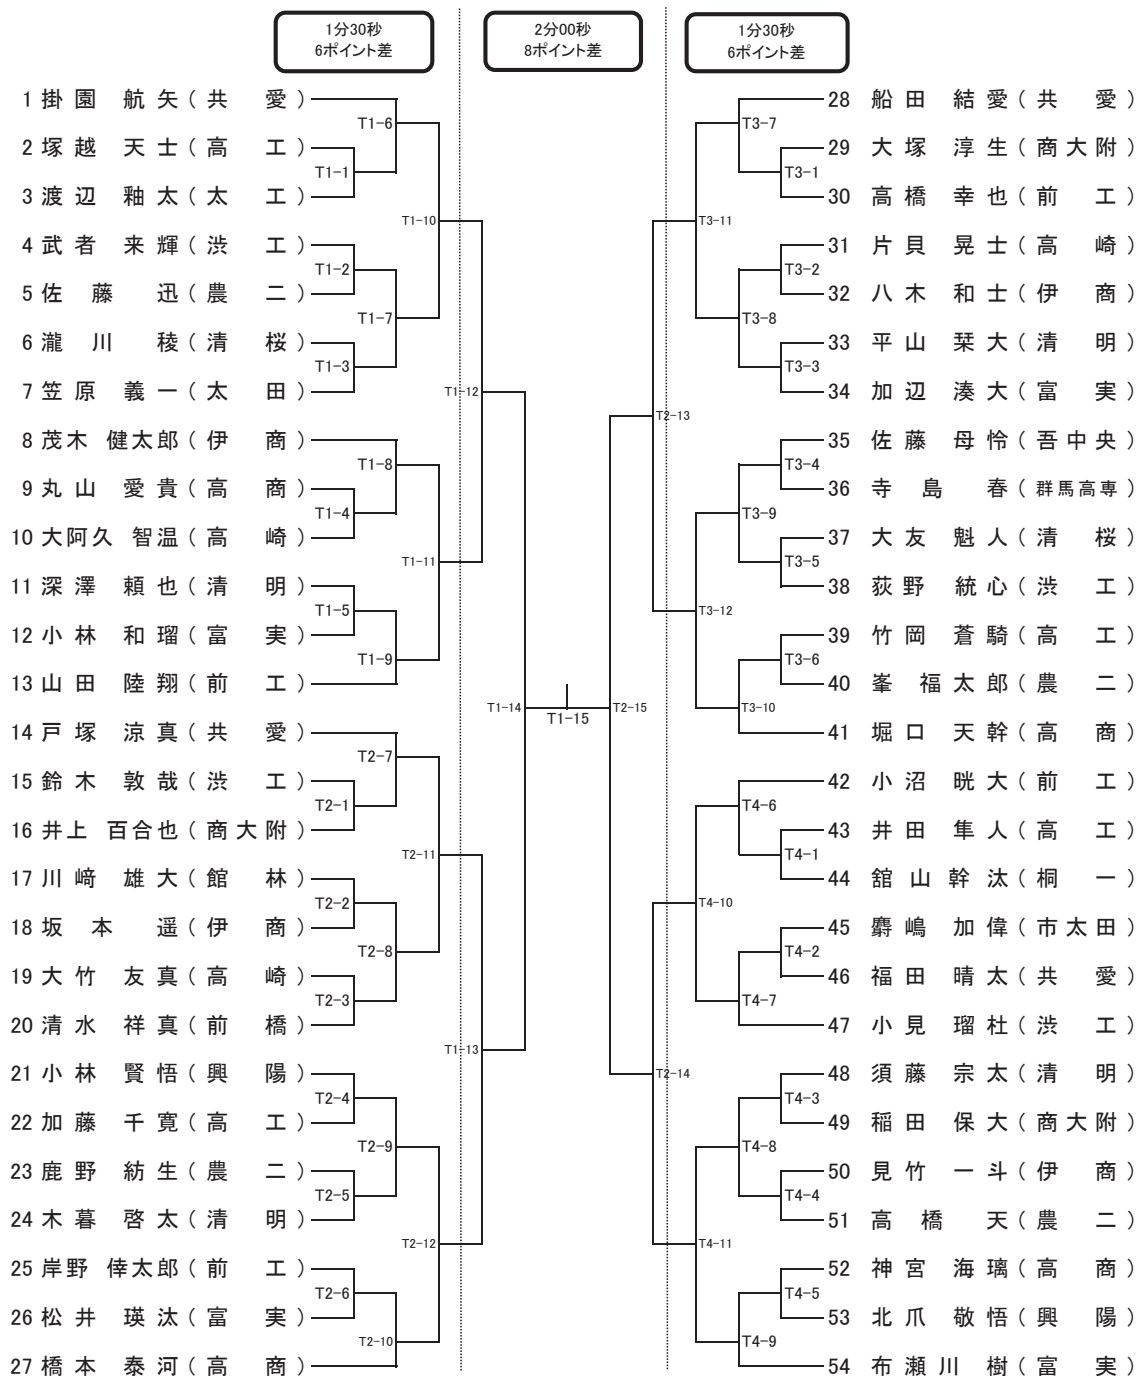 1分30秒
6ポイント差
2分00秒
8ポイント差
1分30秒
6ポイント差
1 掛園 航矢（共 愛）
2 塚越 天士（高 工）
3 渡辺 釉太（太 工）
4 武者 来輝（渋 工）
5 佐藤 迅（農 二）
6 瀧川 稜（清 桜）
7 笠原 義一（太 田）
8 茂木 健太郎（伊 商）
9 丸山 愛貴（高 商）
10 大阿久 智温（高 崎）
11 深澤 頼也（清 明）
12 小林 和瑠（富 実）
13 山田 陸翔（前 工）
14 戸塚 涼真（共 愛）
15 鈴木 敦哉（渋 工）
16 井上 百合也（商大附）
17 川﨑 雄大（館 林）
18 坂本 遥（伊 商）
19 大竹 友真（高 崎）
20 清水 祥真（前 橋）
21 小林 賢悟（興 陽）
22 加藤 千寛（高 工）
23 鹿野 紡生（農 二）
24 木暮 啓太（清 明）
25 岸野 倖太郎（前 工）
26 松井 瑛汰（富 実）
27 橋本 泰河（高 商）
T1-6
T1-1
T1-10
T1-2
T1-7
T1-3
T1-12
T1-8
T1-4
T1-11
T1-5
T1-9
T1-14
T2-7
T2-1
T2-11
T2-2
T2-8
T2-3
T1-13
T2-4
T2-9
T2-5
T2-12
T2-6
T2-10
T1-15
T2-15
T3-7
T3-1
T3-11
T3-2
T3-8
T3-3
T2-13
T3-4
T3-9
T3-5
T3-12
T3-6
T3-10
T4-6
T4-1
T4-10
T4-2
T4-7
T2-14
T4-3
T4-8
T4-4
T4-11
T4-5
T4-9
28 船田 結愛（共 愛）
29 大塚 淳生（商大附）
30 高橋 幸也（前 工）
31 片貝 晃士（高 崎）
32 八木 和士（伊 商）
33 平山 栞大（清 明）
34 加辺 湊大（富 実）
35 佐藤 母怜（吾中央）
36 寺島 春（群馬高専）
37 大友 魁人（清 桜）
38 荻野 統心（渋 工）
39 竹岡 蒼騎（高 工）
40 峯 福太郎（農 二）
41 堀口 天幹（高 商）
42 小沼 晄大（前 工）
43 井田 隼人（高 工）
44 舘山 幹汰（桐 一）
45 麝嶋 加偉（市太田）
46 福田 晴太（共 愛）
47 小見 瑠杜（渋 工）
48 須藤 宗太（清 明）
49 稲田 保大（商大附）
50 見竹 一斗（伊 商）
51 高橋 天（農 二）
52 神宮 海璃（高 商）
53 北爪 敬悟（興 陽）
54 布瀬川 樹（富 実）